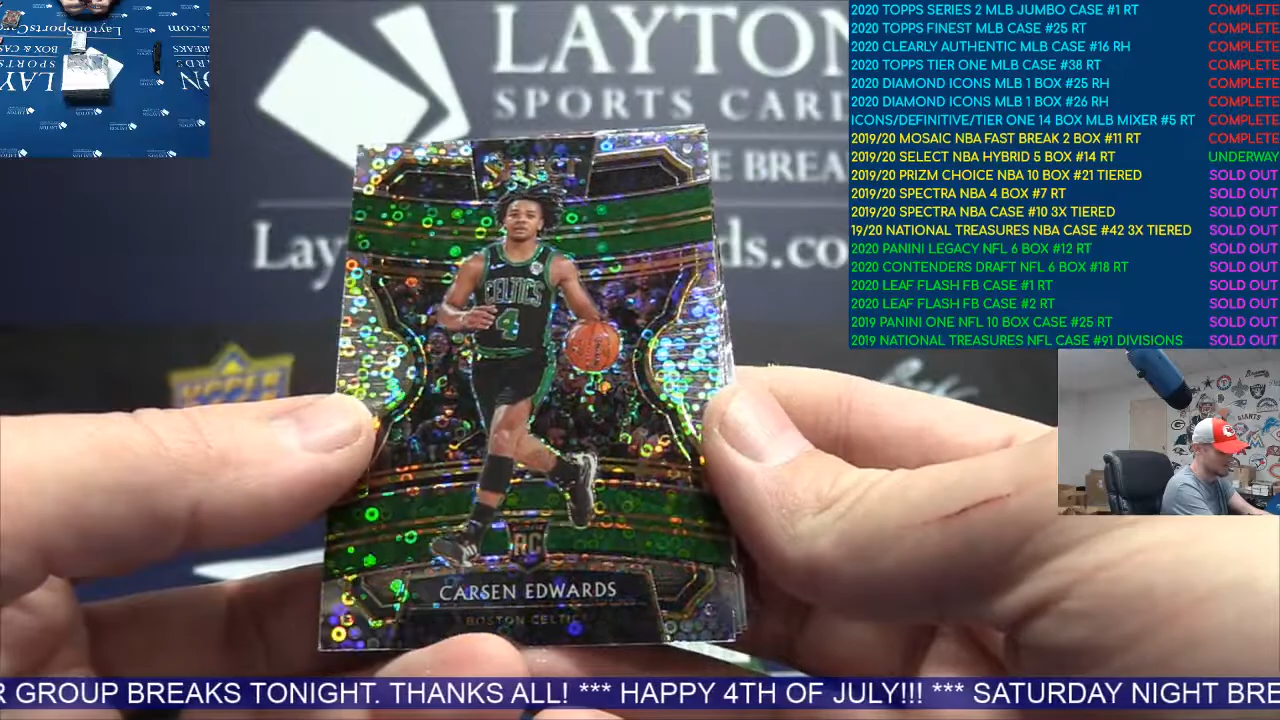 2020 TOPPS SERIES 2 MLB JUMBO CASE #1 RT COMPLETE
2020 TOPPS FINEST MLB CASE #25 RT COMPLETE
2020 CLEARLY AUTHENTIC MLB CASE #16 RH COMPLETE
2020 TOPPS TIER ONE MLB CASE #38 RT COMPLETE
2020 DIAMOND ICONS MLB 1 BOX #25 RH COMPLETE
2020 DIAMOND ICONS MLB 1 BOX #26 RH COMPLETE
ICONS/DEFINITIVE/TIER ONE 14 BOX MLB MIXER #5 RT COMPLETE
2019/20 MOSAIC NBA FAST BREAK 2 BOX #11 RT COMPLETE
2019/20 SELECT NBA HYBRID 5 BOX #14 RT UNDERWAY
2019/20 PRIZM CHOICE NBA 10 BOX #21 TIERED SOLD OUT
2019/20 SPECTRA NBA 4 BOX #7 RT SOLD OUT
2019/20 SPECTRA NBA CASE #10 3X TIERED SOLD OUT
19/20 NATIONAL TREASURES NBA CASE #42 3X TIERED SOLD OUT
2020 PANINI LEGACY NFL 6 BOX #12 RT SOLD OUT
2020 CONTENDERS DRAFT NFL 6 BOX #18 RT SOLD OUT
2020 LEAF FLASH FB CASE #1 RT SOLD OUT
2020 LEAF FLASH FB CASE #2 RT SOLD OUT
2019 PANINI ONE NFL 10 BOX CASE #25 RT SOLD OUT
2019 NATIONAL TREASURES NFL CASE #91 DIVISIONS SOLD OUT
LAYTON
SPORTS CARD
E BREA
Lay
ds.co
SELECT
CELTICS
4
RC
CARSEN EDWARDS
BOSTON CELTICS
UPPER
GIANTS
R GROUP BREAKS TONIGHT. THANKS ALL! *** HAPPY 4TH OF JULY!!! *** SATURDAY NIGHT BRE